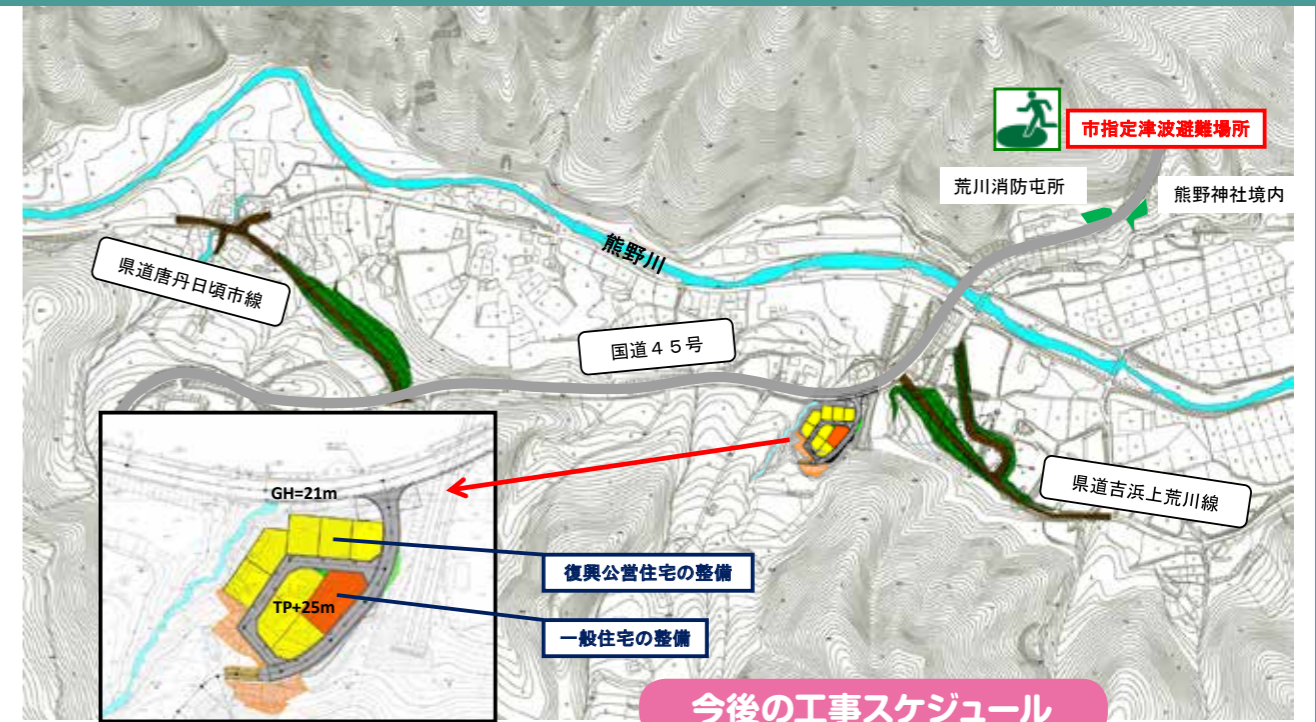 市指定津波避難場所
荒川消防屯所
熊野神社境内
熊野川
県道唐丹日頃市線
国道45号
県道吉浜上荒川線
GH=21m
TP+25m
復興公営住宅の整備
一般住宅の整備
今後の工事スケジュール